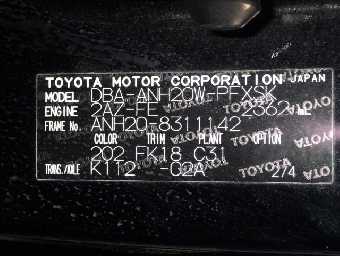 TOYOTA MOTOR CORPORATION JAPAN
MODEL DBA-ANH20W-PFXSK
ENGINE 2AZ-FE 2362 mL
FRAME No. ANH20-8311142
COLOR TRIM PLANT OPTION
202 FK18 C31
TRANS./AXLE K112 -02A 274